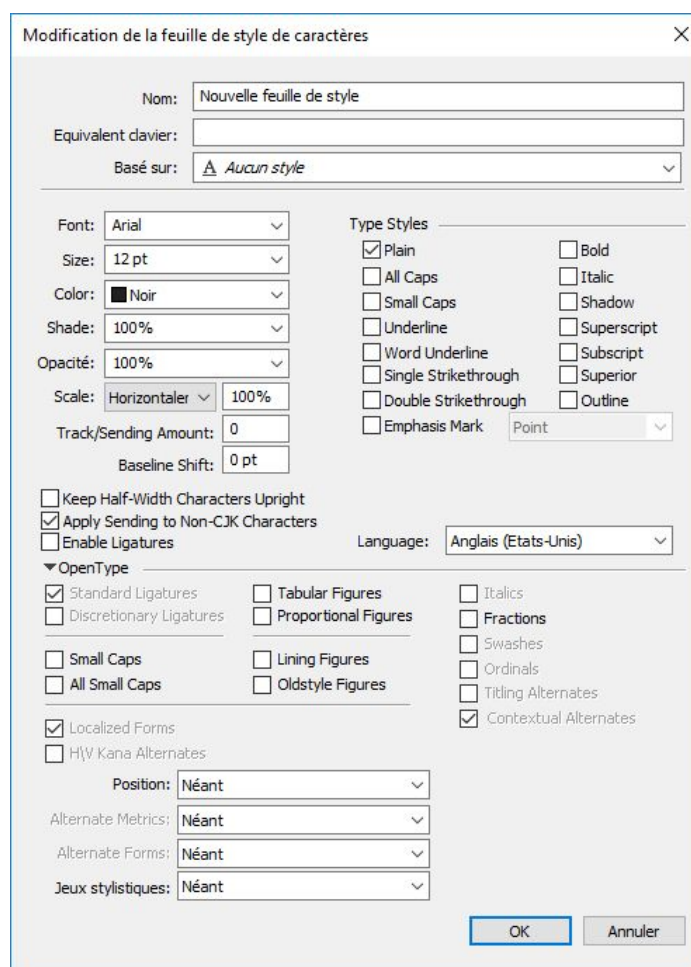 Modification de la feuille de style de caractères
Nom: Nouvelle feuille de style
Equivalent clavier:
Basé sur: A Aucun style
Font: Arial
Size: 12 pt
Color: Noir
Shade: 100%
Opacité: 100%
Scale: Horizontaler 100%
Track/Sending Amount: 0
Baseline Shift: 0 pt
Type Styles
Plain Bold
All Caps Italic
Small Caps Shadow
Underline Superscript
Word Underline Subscript
Single Strikethrough Superior
Double Strikethrough Outline
Emphasis Mark Point
Keep Half-Width Characters Upright
Apply Sending to Non-CJK Characters
Enable Ligatures
Language: Anglais (Etats-Unis)
OpenType
Standard Ligatures Tabular Figures Italics
Discretionary Ligatures Proportional Figures Fractions
Swashes
Small Caps Lining Figures Ordinals
All Small Caps Oldstyle Figures Titling Alternates
Contextual Alternates
Localized Forms
H\V Kana Alternates
Position: Néant
Alternate Metrics: Néant
Alternate Forms: Néant
Jeux stylistiques: Néant
OK Annuler